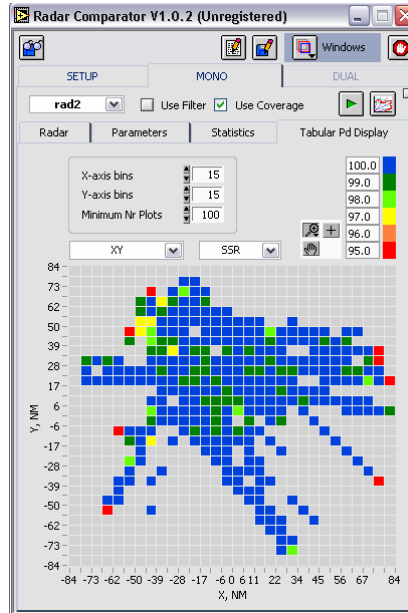 Radar Comparator V1.0.2 (Unregistered)
Windows
SETUP MONO DUAL
rad2 Use Filter Use Coverage
Radar Parameters Statistics Tabular Pd Display
X-axis bins 15
Y-axis bins 15
Minimum Nr Plots 100
100.0
99.0
98.0
97.0
96.0
95.0
XY SSR
84
73
62
50
39
28
17
6
-6
-17
-28
-39
-50
-62
-73
-84
Y, NM
-84 -73 -62 -51 -39 -28 -17 -6 0 6 11 22 34 45 56 67 84
X, NM